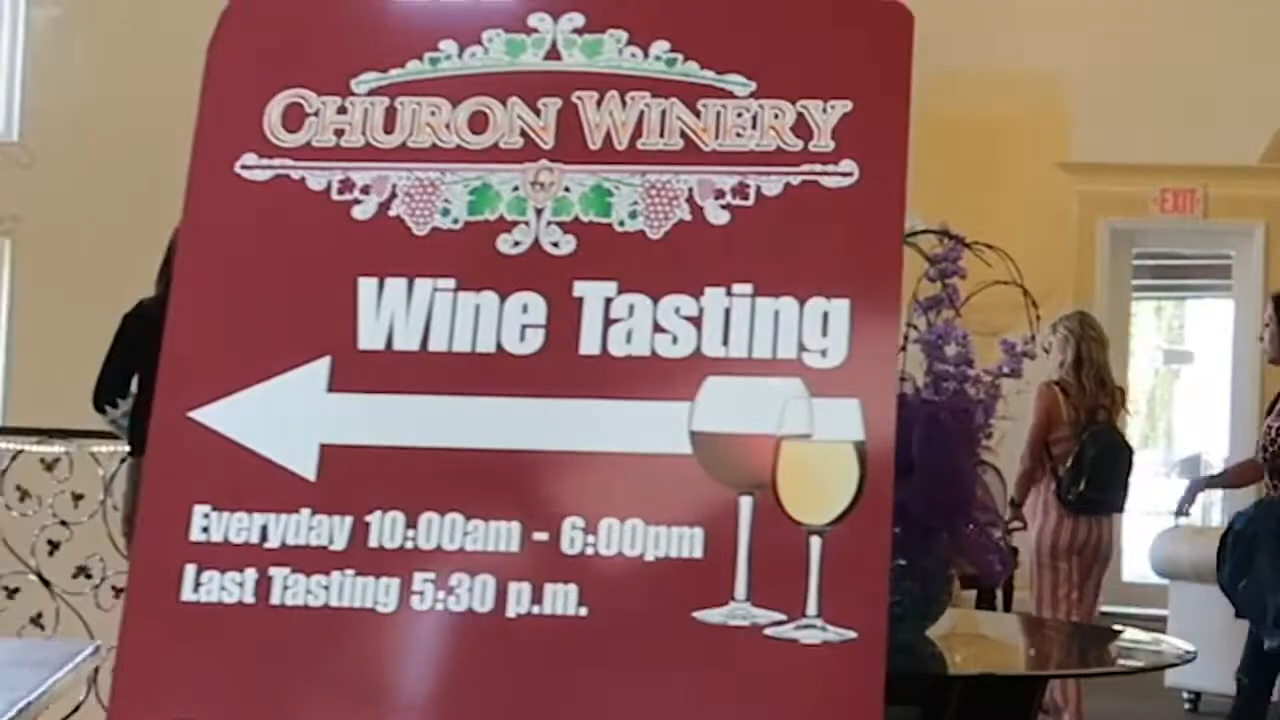 CHURON WINERY
Wine Tasting
Everyday 10:00am - 6:00pm
Last Tasting 5:30 p.m.
EXIT